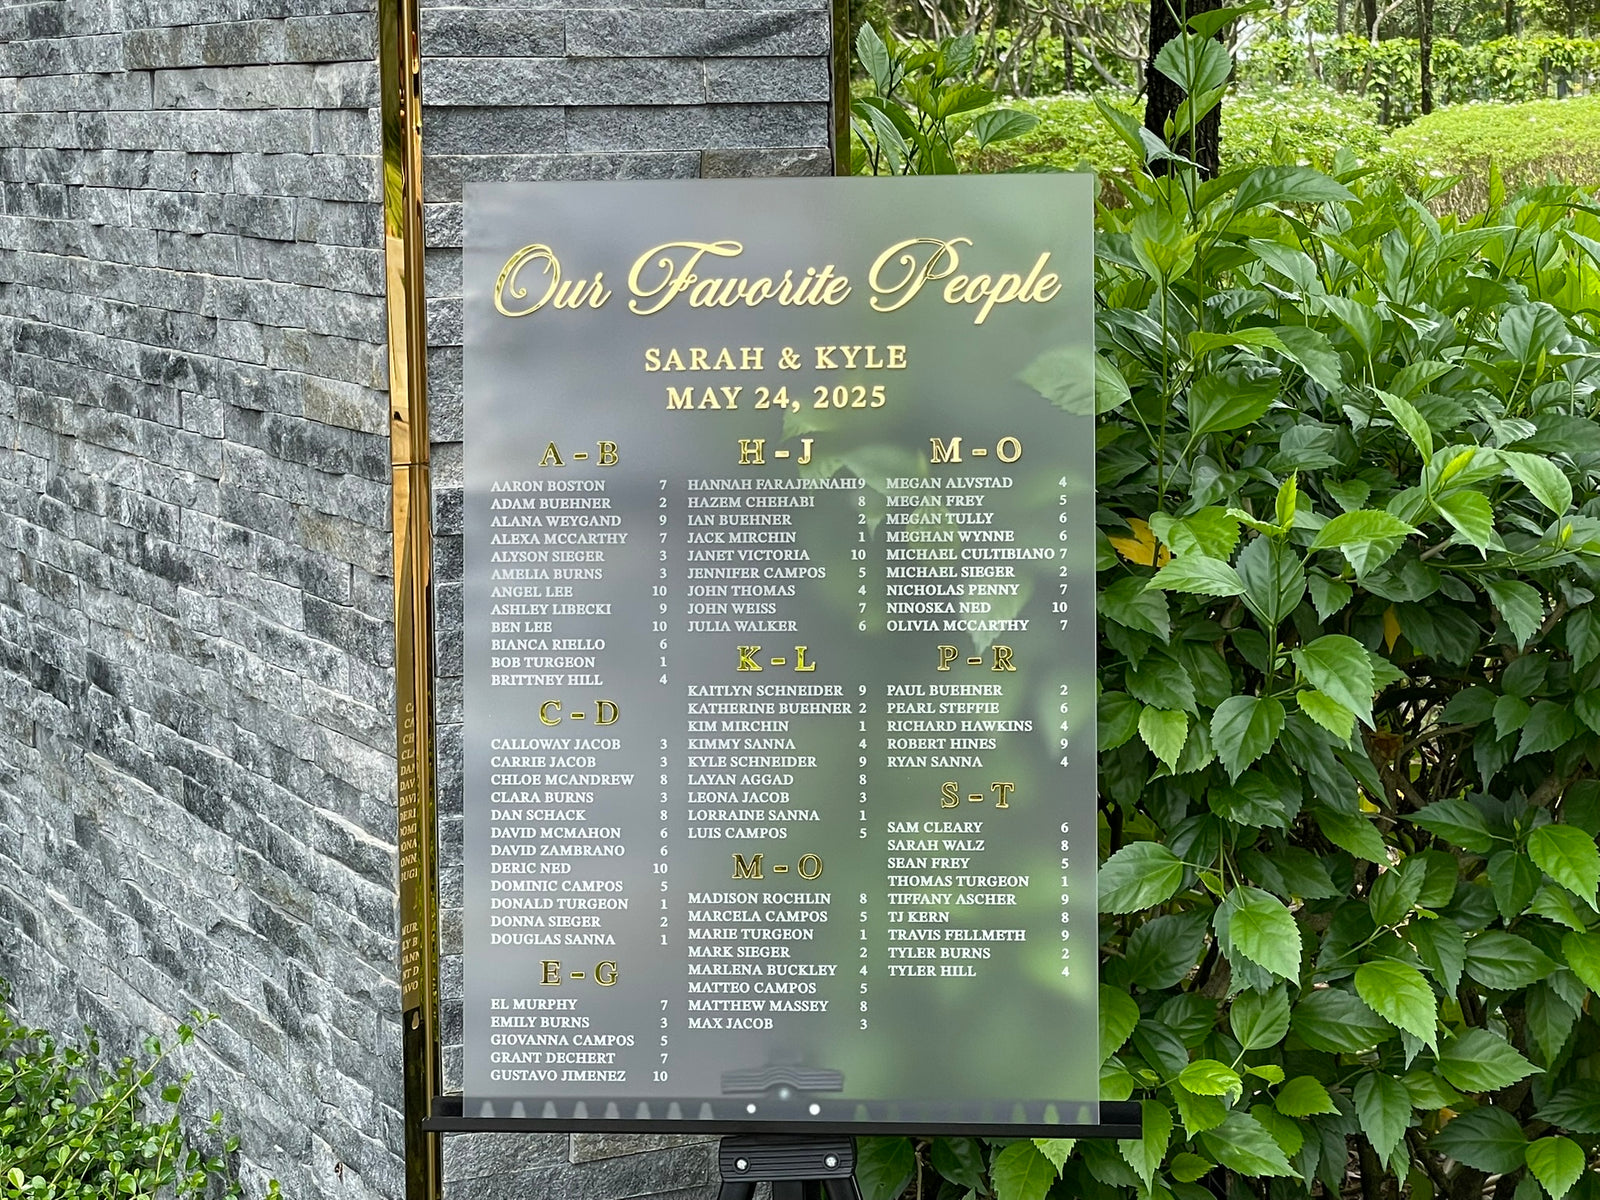 Our Favorite People
SARAH & KYLE
MAY 24, 2025
A - B
AARON BOSTON 7
ADAM BUEHNER 2
ALANA WEYGAND 9
ALEXA MCCARTHY 7
ALYSON SIEGER 3
AMELIA BURNS 3
ANGEL LEE 10
ASHLEY LIBECKI 9
BEN LEE 10
BIANCA RIELLO 6
BOB TURGEON 1
BRITTNEY HILL 4
C - D
CALLOWAY JACOB 3
CARRIE JACOB 3
CHLOE MCANDREW 8
CLARA BURNS 3
DAN SCHACK 8
DAVID MCMAHON 6
DAVID ZAMBRANO 6
DERIC NED 10
DOMINIC CAMPOS 5
DONALD TURGEON 1
DONNA SIEGER 2
DOUGLAS SANNA 1
E - G
EL MURPHY 7
EMILY BURNS 3
GIOVANNA CAMPOS 5
GRANT DECHERT 7
GUSTAVO JIMENEZ 10
H - J
HANNAH FARAJPANAHI 9
HAZEM CHEHABI 8
IAN BUEHNER 2
JACK MIRCHIN 1
JANET VICTORIA 10
JENNIFER CAMPOS 5
JOHN THOMAS 4
JOHN WEISS 7
JULIA WALKER 6
K - L
KAITLYN SCHNEIDER 9
KATHERINE BUEHNER 2
KIM MIRCHIN 1
KIMMY SANNA 4
KYLE SCHNEIDER 9
LAYAN AGGAD 8
LEONA JACOB 3
LORRAINE SANNA 1
LUIS CAMPOS 5
M - O
MADISON ROCHLIN 8
MARCELA CAMPOS 5
MARIE TURGEON 1
MARK SIEGER 2
MARLENA BUCKLEY 4
MATTEO CAMPOS 5
MATTHEW MASSEY 8
MAX JACOB 3
M - O
MEGAN ALVSTAD 4
MEGAN FREY 5
MEGAN TULLY 6
MEGHAN WYNNE 6
MICHAEL CULTIBIANO 7
MICHAEL SIEGER 2
NICHOLAS PENNY 7
NINOSKA NED 10
OLIVIA MCCARTHY 7
P - R
PAUL BUEHNER 2
PEARL STEFFIE 6
RICHARD HAWKINS 4
ROBERT HINES 9
RYAN SANNA 4
S - T
SAM CLEARY 6
SARAH WALZ 8
SEAN FREY 5
THOMAS TURGEON 1
TIFFANY ASCHER 9
TJ KERN 8
TRAVIS FELLMETH 9
TYLER BURNS 2
TYLER HILL 4